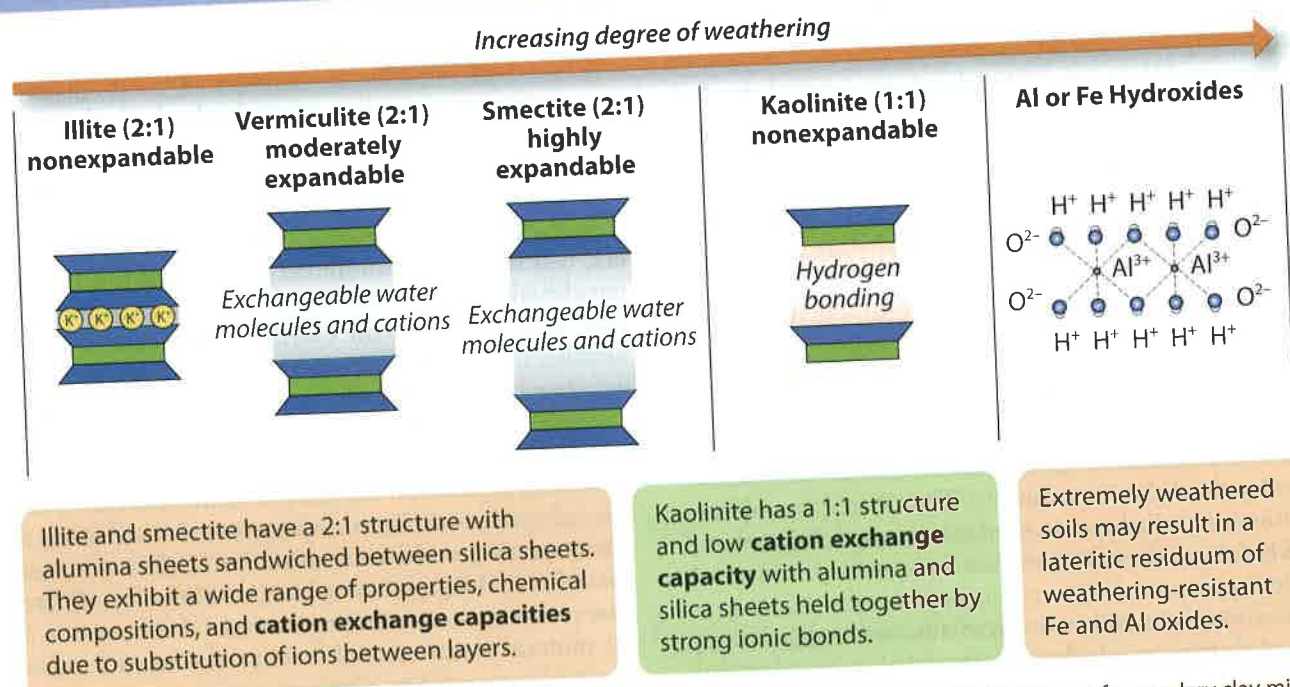 Increasing degree of weathering
Illite (2:1)
nonexpandable
Vermiculite (2:1)
moderately
expandable
Smectite (2:1)
highly
expandable
Kaolinite (1:1)
nonexpandable
Al or Fe Hydroxides
K⁺ K⁺ K⁺ K⁺
Exchangeable water
molecules and cations
Exchangeable water
molecules and cations
Hydrogen
bonding
H⁺ H⁺ H⁺ H⁺ H⁺
O²⁻ O²⁻
Al³⁺ Al³⁺
O²⁻ O²⁻
H⁺ H⁺ H⁺ H⁺ H⁺
Illite and smectite have a 2:1 structure with
alumina sheets sandwiched between silica sheets.
They exhibit a wide range of properties, chemical
compositions, and cation exchange capacities
due to substitution of ions between layers.
Kaolinite has a 1:1 structure
and low cation exchange
capacity with alumina and
silica sheets held together by
strong ionic bonds.
Extremely weathered
soils may result in a
lateritic residuum of
weathering-resistant
Fe and Al oxides.